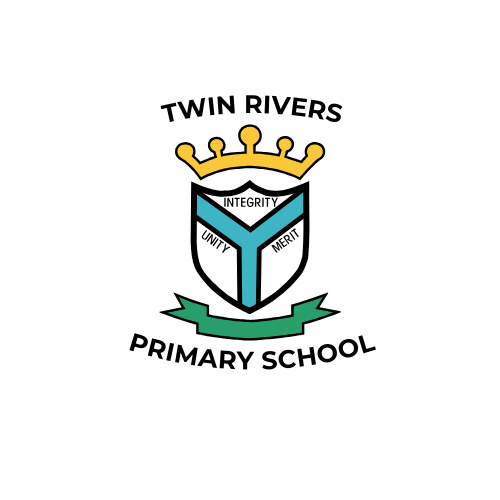 TWIN RIVERS
INTEGRITY
UNITY
MERIT
PRIMARY SCHOOL